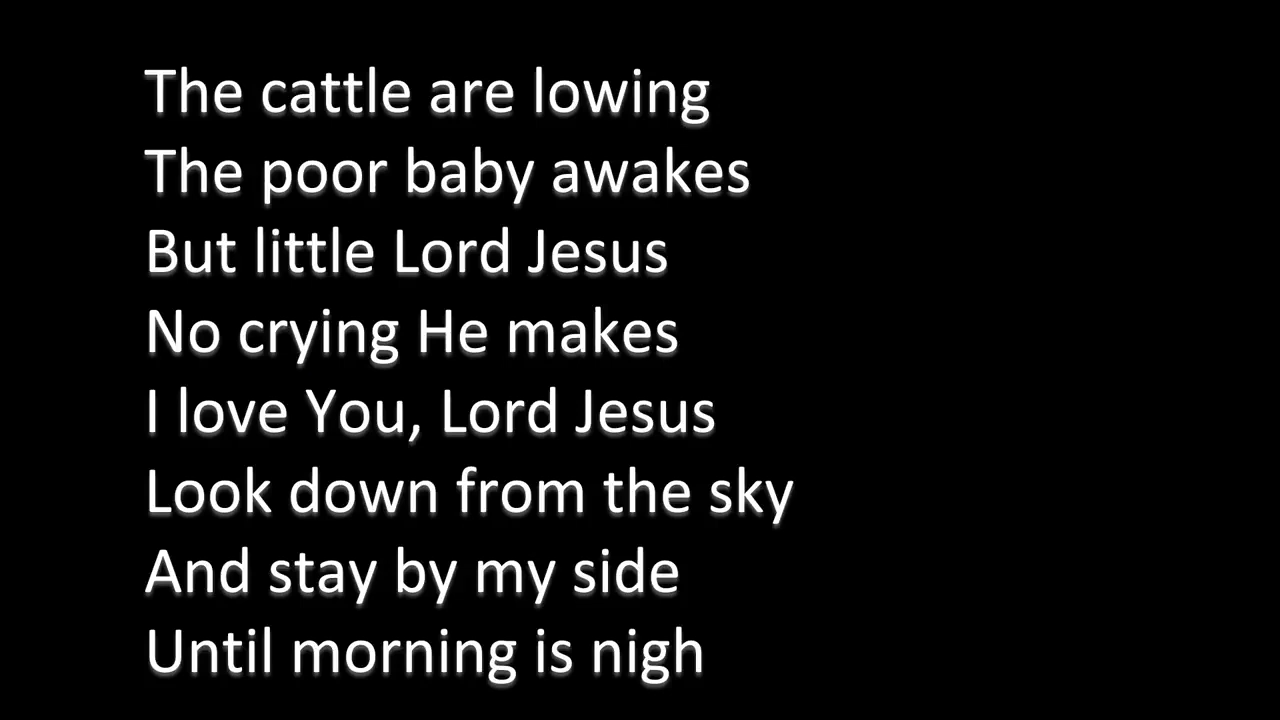 The cattle are lowing
The poor baby awakes
But little Lord Jesus
No crying He makes
I love You, Lord Jesus
Look down from the sky
And stay by my side
Until morning is nigh